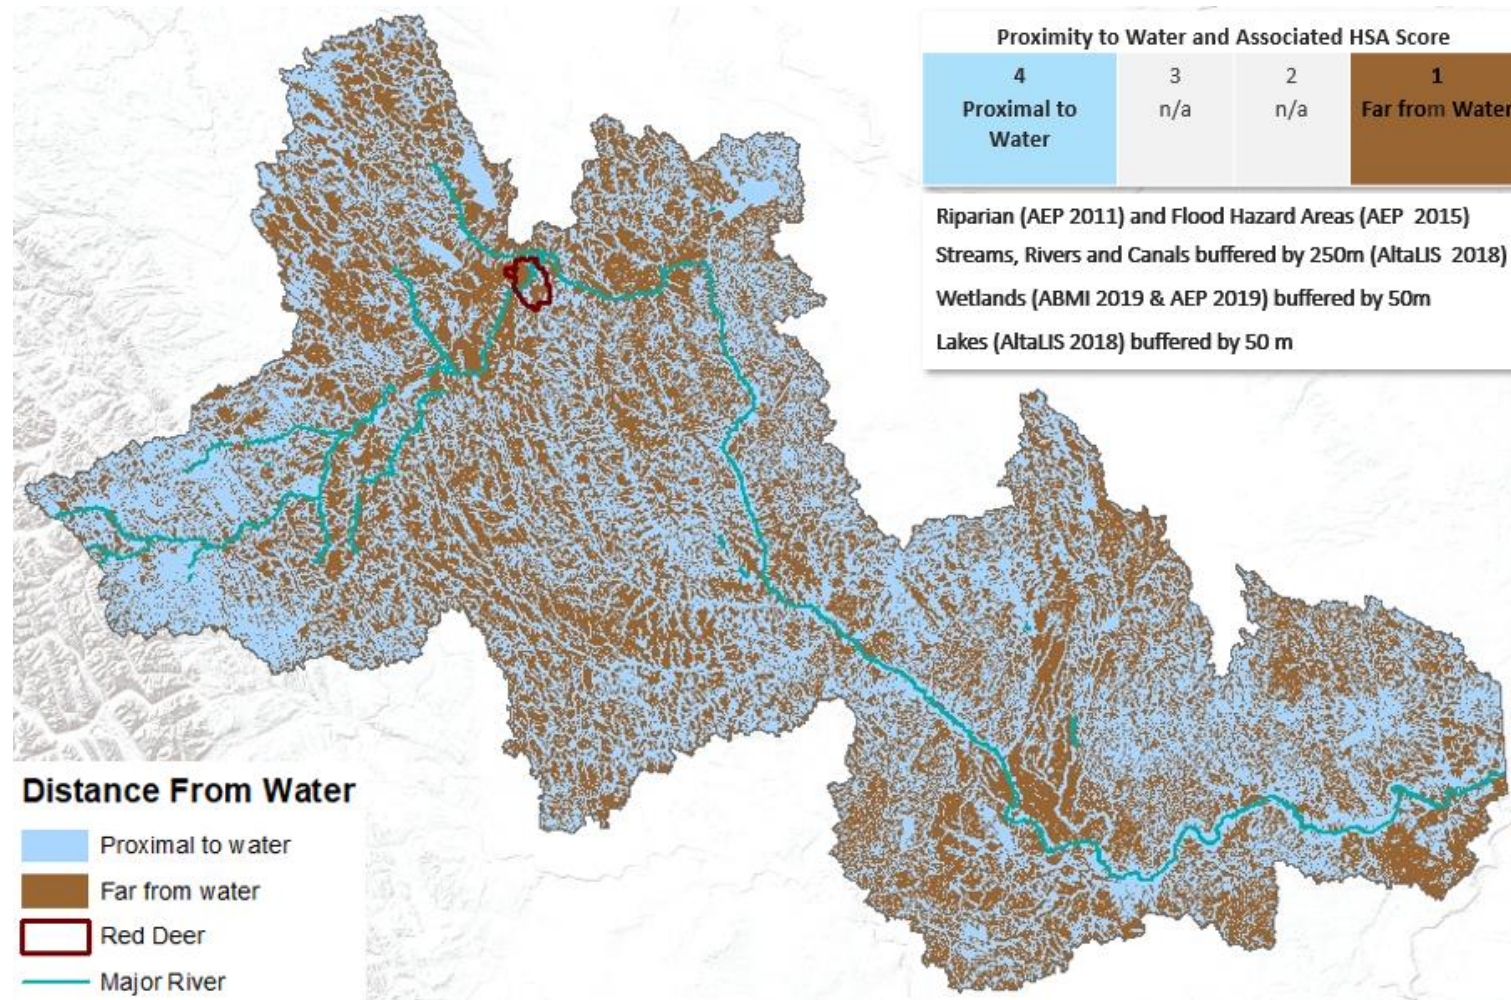 Proximity to Water and Associated HSA Score
4 3 2 1
Proximal to Water n/a n/a Far from Water
Riparian (AEP 2011) and Flood Hazard Areas (AEP 2015)
Streams, Rivers and Canals buffered by 250m (AltaLIS 2018)
Wetlands (ABMI 2019 & AEP 2019) buffered by 50m
Lakes (AltaLIS 2018) buffered by 50 m
Distance From Water
Proximal to water
Far from water
Red Deer
Major River